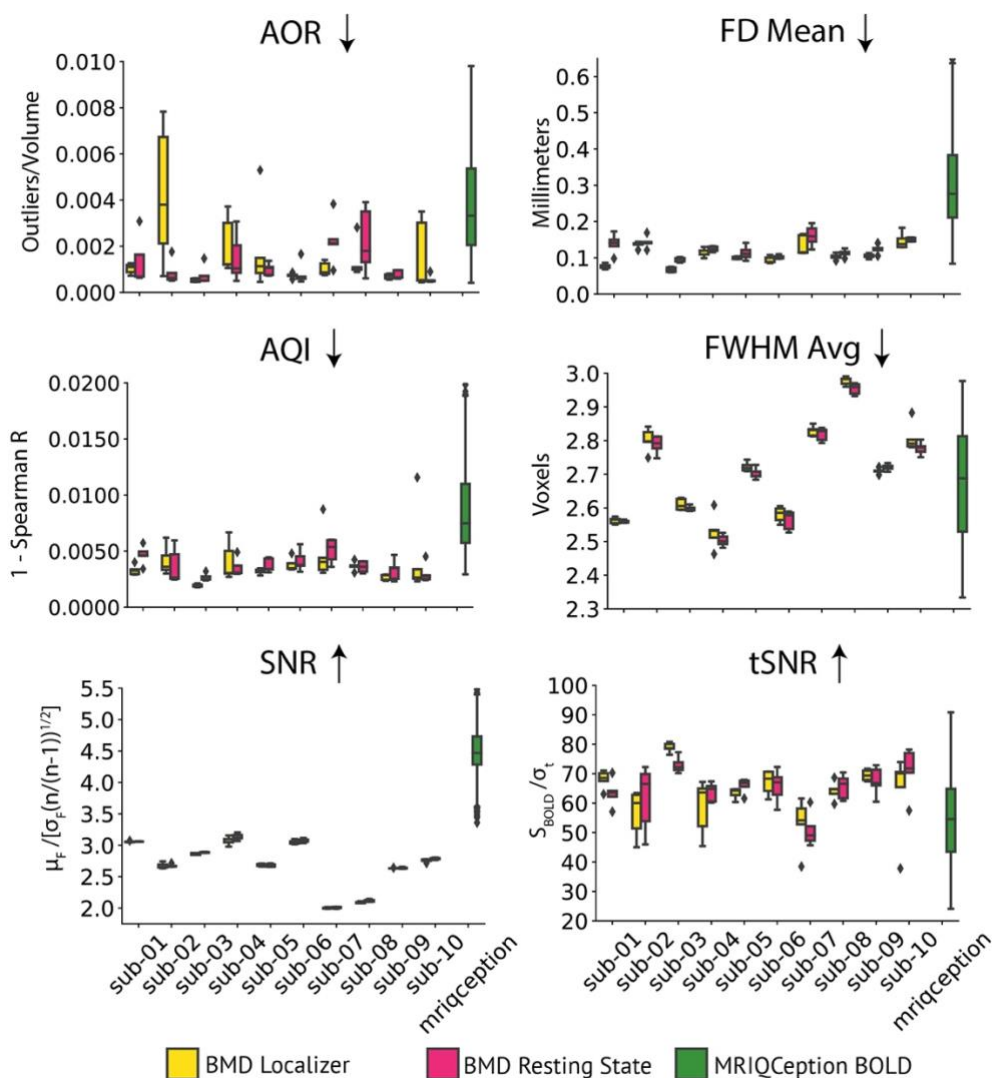 AOR ↓
Outliers/Volume
0.010
0.008
0.006
0.004
0.002
0.000
FD Mean ↓
Millimeters
0.6
0.5
0.4
0.3
0.2
0.1
0.0
AQI ↓
1 - Spearman R
0.0200
0.0150
0.0100
0.0050
0.0000
FWHM Avg ↓
Voxels
3.0
2.9
2.8
2.7
2.6
2.5
2.4
2.3
SNR ↑
μF /[σF(n/(n-1))^1/2]
5.5
5.0
4.5
4.0
3.5
3.0
2.5
2.0
sub-01
sub-02
sub-03
sub-04
sub-05
sub-06
sub-07
sub-08
sub-09
sub-10
mriqception
tSNR ↑
SBOLD /σt
100
90
80
70
60
50
40
30
20
sub-01
sub-02
sub-03
sub-04
sub-05
sub-06
sub-07
sub-08
sub-09
sub-10
mriqception
BMD Localizer
BMD Resting State
MRIQCeption BOLD